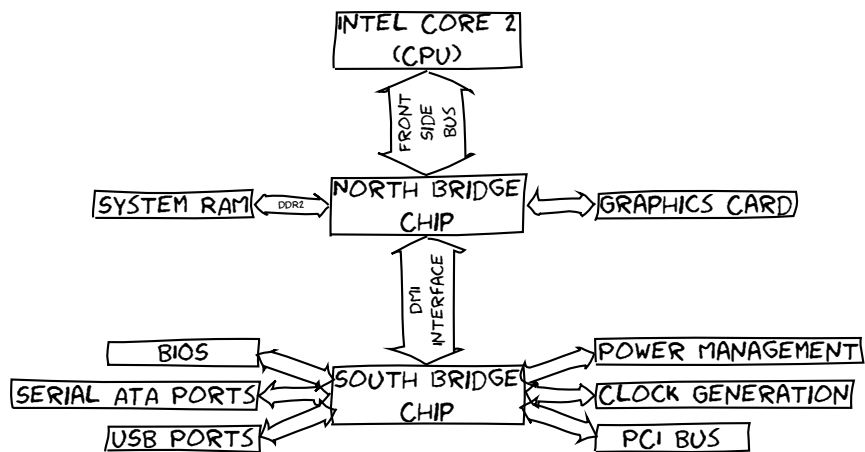 INTEL CORE 2
(CPU)
FRONT
SIDE
BUS
SYSTEM RAM
DDR2
NORTH BRIDGE
CHIP
GRAPHICS CARD
DMI
INTERFACE
BIOS
SERIAL ATA PORTS
USB PORTS
SOUTH BRIDGE
CHIP
POWER MANAGEMENT
CLOCK GENERATION
PCI BUS